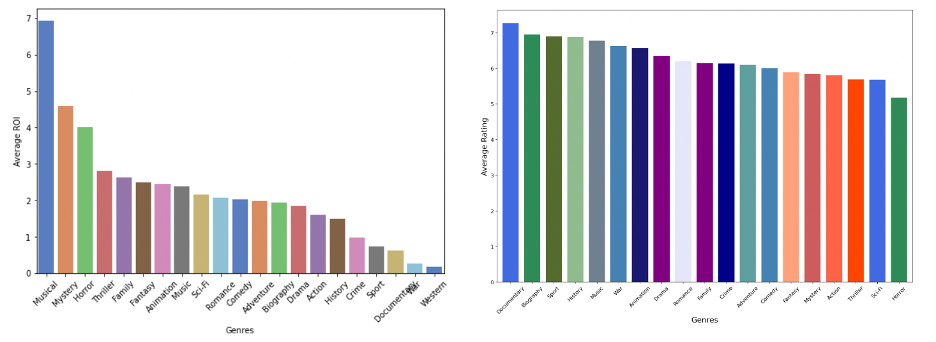 7
6
5
4
3
2
1
0
Average ROI
Musical
Mystery
Horror
Thriller
Family
Fantasy
Animation
Music
Sci-Fi
Romance
Comedy
Adventure
Biography
Drama
Action
History
Crime
Sport
Documentary
War
Western
Genres
7
6
5
4
3
2
1
0
Average Rating
Documentary
Biography
Sport
History
Music
War
Animation
Drama
Romance
Family
Crime
Adventure
Comedy
Fantasy
Mystery
Action
Thriller
Sci-Fi
Horror
Genres